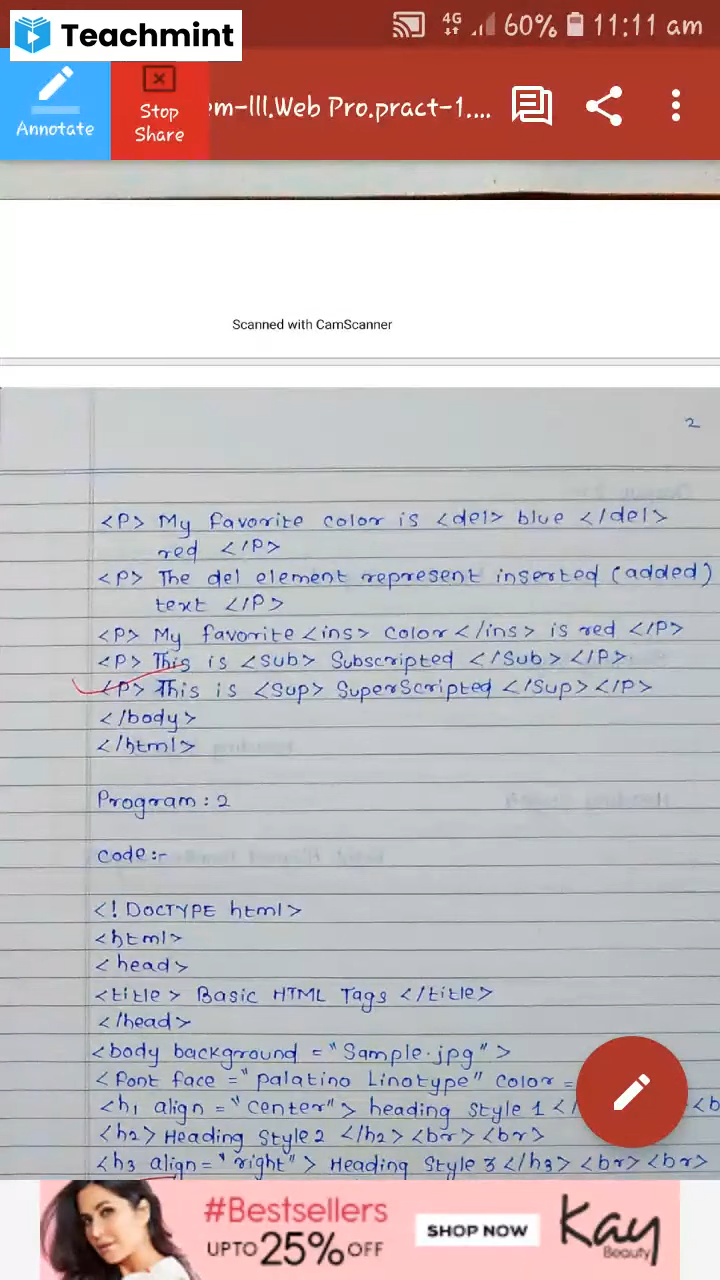 Teachmint
4G 60% 11:11 am
Annotate
Stop
Share
em-III.Web Pro.pract-1....
Scanned with CamScanner
2
<P> My favorite color is <del> blue </del>
red </P>
<P> The del element represent inserted (added)
text </P>
<P> My favorite <ins> color </ins> is red </P>
<P> This is <sub> Subscripted </Sub> </P>
<P> This is <Sup> SuperScripted </Sup> </P>
</body>
</html>
Program : 2
Code :-
<! DOCTYPE html>
<html>
<head>
<title> Basic HTML Tags </title>
</head>
<body background = "Sample.jpg">
<font face = "palatino Linotype" color =
<h1 align = "center"> heading style 1 </ <b
<h2> Heading Style 2 </h2> <br> <br>
<h3 align = "right"> Heading Style 3 </h3> <br> <br>
#Bestsellers
UPTO 25% OFF
SHOP NOW
Kay
Beauty